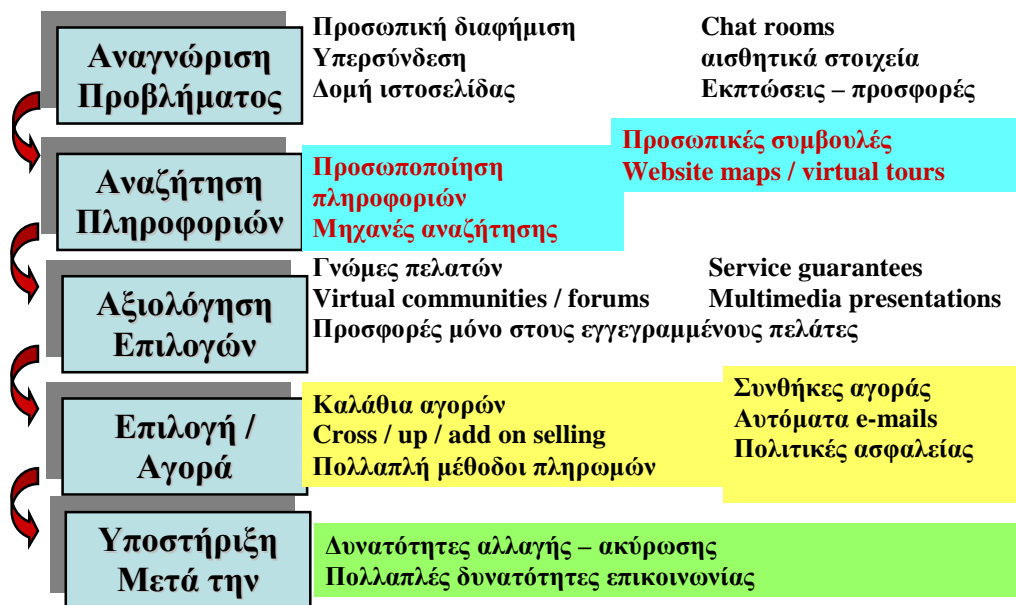 Αναγνώριση
Προβλήματος
Προσωπική διαφήμιση
Υπερσύνδεση
Δομή ιστοσελίδας
Chat rooms
αισθητικά στοιχεία
Εκπτώσεις – προσφορές
Αναζήτηση
Πληροφοριών
Προσωποποίηση
πληροφοριών
Μηχανές αναζήτησης
Προσωπικές συμβουλές
Website maps / virtual tours
Αξιολόγηση
Επιλογών
Γνώμες πελατών
Virtual communities / forums
Προσφορές μόνο στους εγγεγραμμένους πελάτες
Service guarantees
Multimedia presentations
Επιλογή /
Αγορά
Καλάθια αγορών
Cross / up / add on selling
Πολλαπλή μέθοδοι πληρωμών
Συνθήκες αγοράς
Αυτόματα e-mails
Πολιτικές ασφαλείας
Υποστήριξη
Μετά την
Δυνατότητες αλλαγής – ακύρωσης
Πολλαπλές δυνατότητες επικοινωνίας